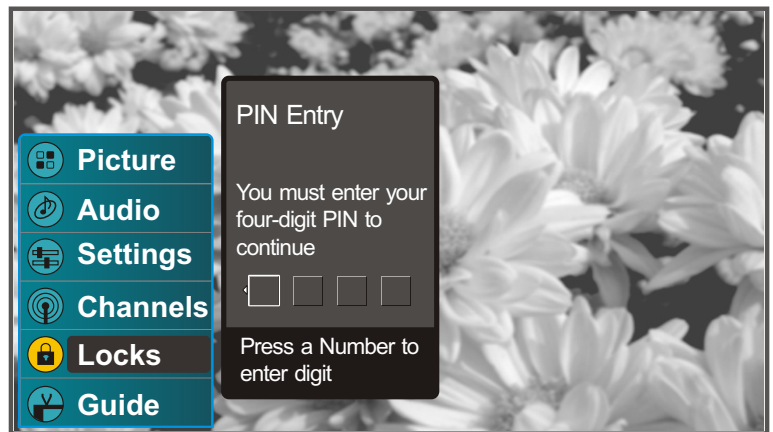 Picture
Audio
Settings
Channels
Locks
Guide
PIN Entry
You must enter your
four-digit PIN to
continue
Press a Number to
enter digit